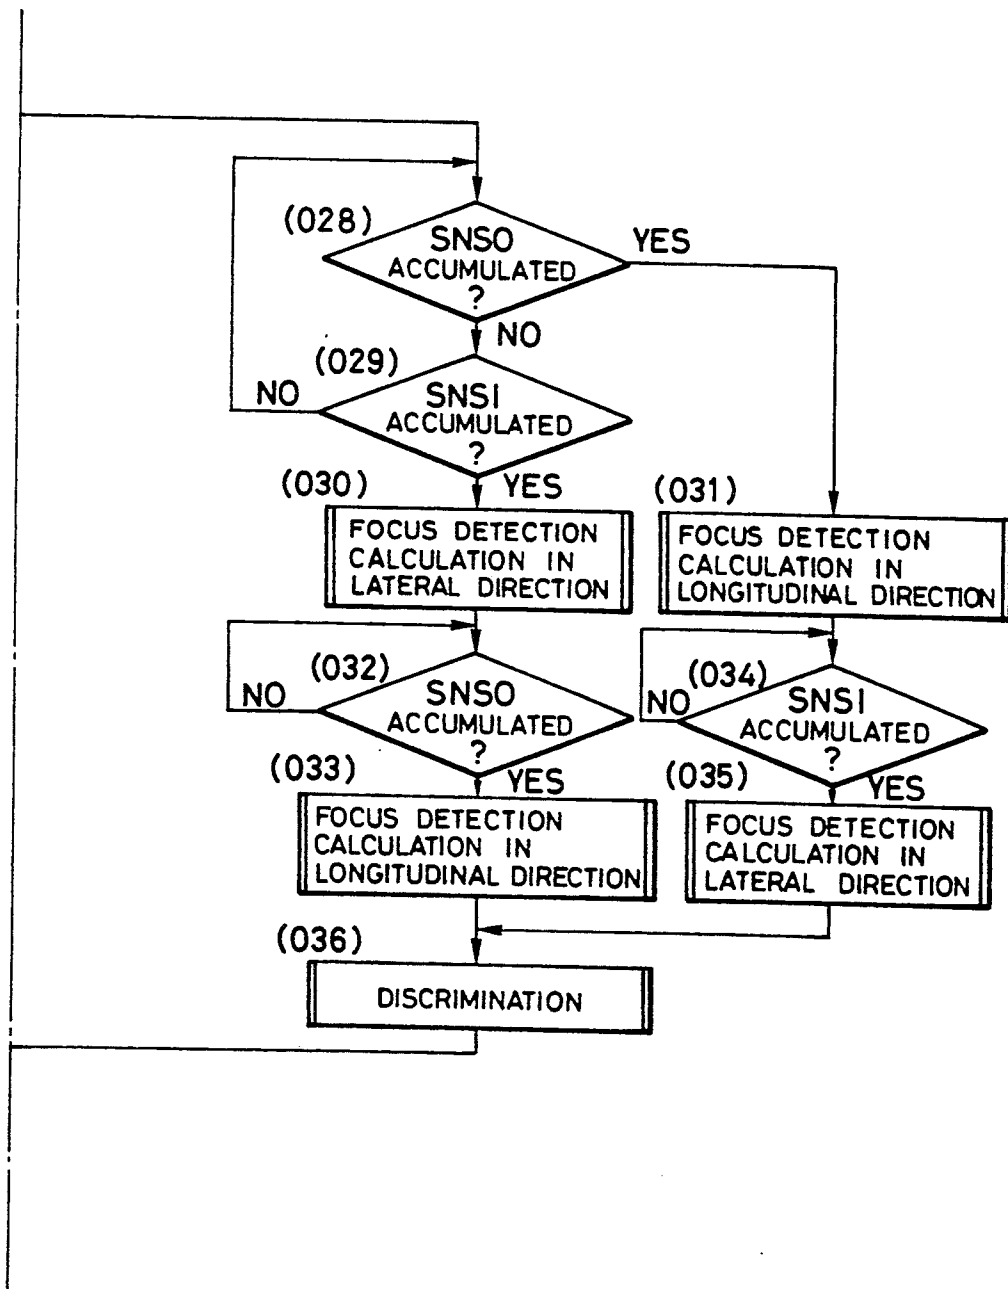 (028)
SNSO
ACCUMULATED
?
YES
NO
(029)
SNSI
ACCUMULATED
?
NO
YES
(030)
FOCUS DETECTION
CALCULATION IN
LATERAL DIRECTION
(031)
FOCUS DETECTION
CALCULATION IN
LONGITUDINAL DIRECTION
(032)
SNSO
ACCUMULATED
?
NO
YES
(034)
SNSI
ACCUMULATED
?
NO
YES
(033)
FOCUS DETECTION
CALCULATION IN
LONGITUDINAL DIRECTION
(035)
FOCUS DETECTION
CALCULATION IN
LATERAL DIRECTION
(036)
DISCRIMINATION